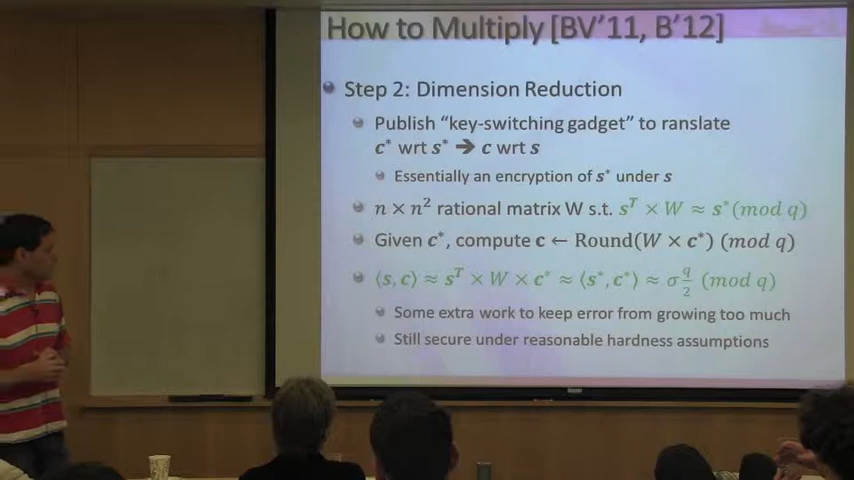 How to Multiply [BV'11, B'12]
Step 2: Dimension Reduction
Publish "key-switching gadget" to ranslate
c* wrt s* → c wrt s
Essentially an encryption of s* under s
n × n² rational matrix W s.t. sᵀ × W ≈ s* (mod q)
Given c*, compute c ← Round(W × c*) (mod q)
⟨s, c⟩ ≈ sᵀ × W × c* ≈ ⟨s*, c*⟩ ≈ σ q/2 (mod q)
Some extra work to keep error from growing too much
Still secure under reasonable hardness assumptions